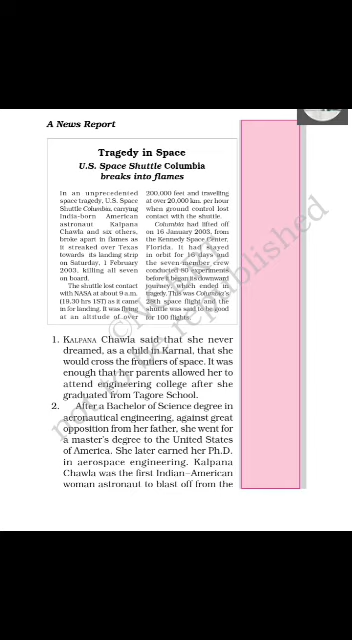 A News Report
Tragedy in Space
U.S. Space Shuttle Columbia
breaks into flames
In an unprecedented
space tragedy, U.S. Space
Shuttle Columbia, carrying
India-born American
astronaut Kalpana
Chawla and six others,
broke apart in flames as
it streaked over Texas
towards its landing strip
on Saturday, 1 February
2003, killing all seven
on board.
The shuttle lost contact
with NASA at about 9 a.m.
(19.30 hrs IST) as it came
in for landing. It was flying
at an altitude of over
200,000 feet and travelling
at over 20,000 km. per hour
when ground control lost
contact with the shuttle.
Columbia had lifted off
on 16 January 2003, from
the Kennedy Space Center,
Florida. It had stayed
in orbit for 16 days and
the seven-member crew
conducted 80 experiments
before it began its downward
journey, which ended in
tragedy. This was Columbia's
28th space flight and the
shuttle was said to be good
for 100 flights.
1. KALPANA Chawla said that she never
dreamed, as a child in Karnal, that she
would cross the frontiers of space. It was
enough that her parents allowed her to
attend engineering college after she
graduated from Tagore School.
2. After a Bachelor of Science degree in
aeronautical engineering, against great
opposition from her father, she went for
a master's degree to the United States
of America. She later earned her Ph.D.
in aerospace engineering. Kalpana
Chawla was the first Indian–American
woman astronaut to blast off from the
not to be republished